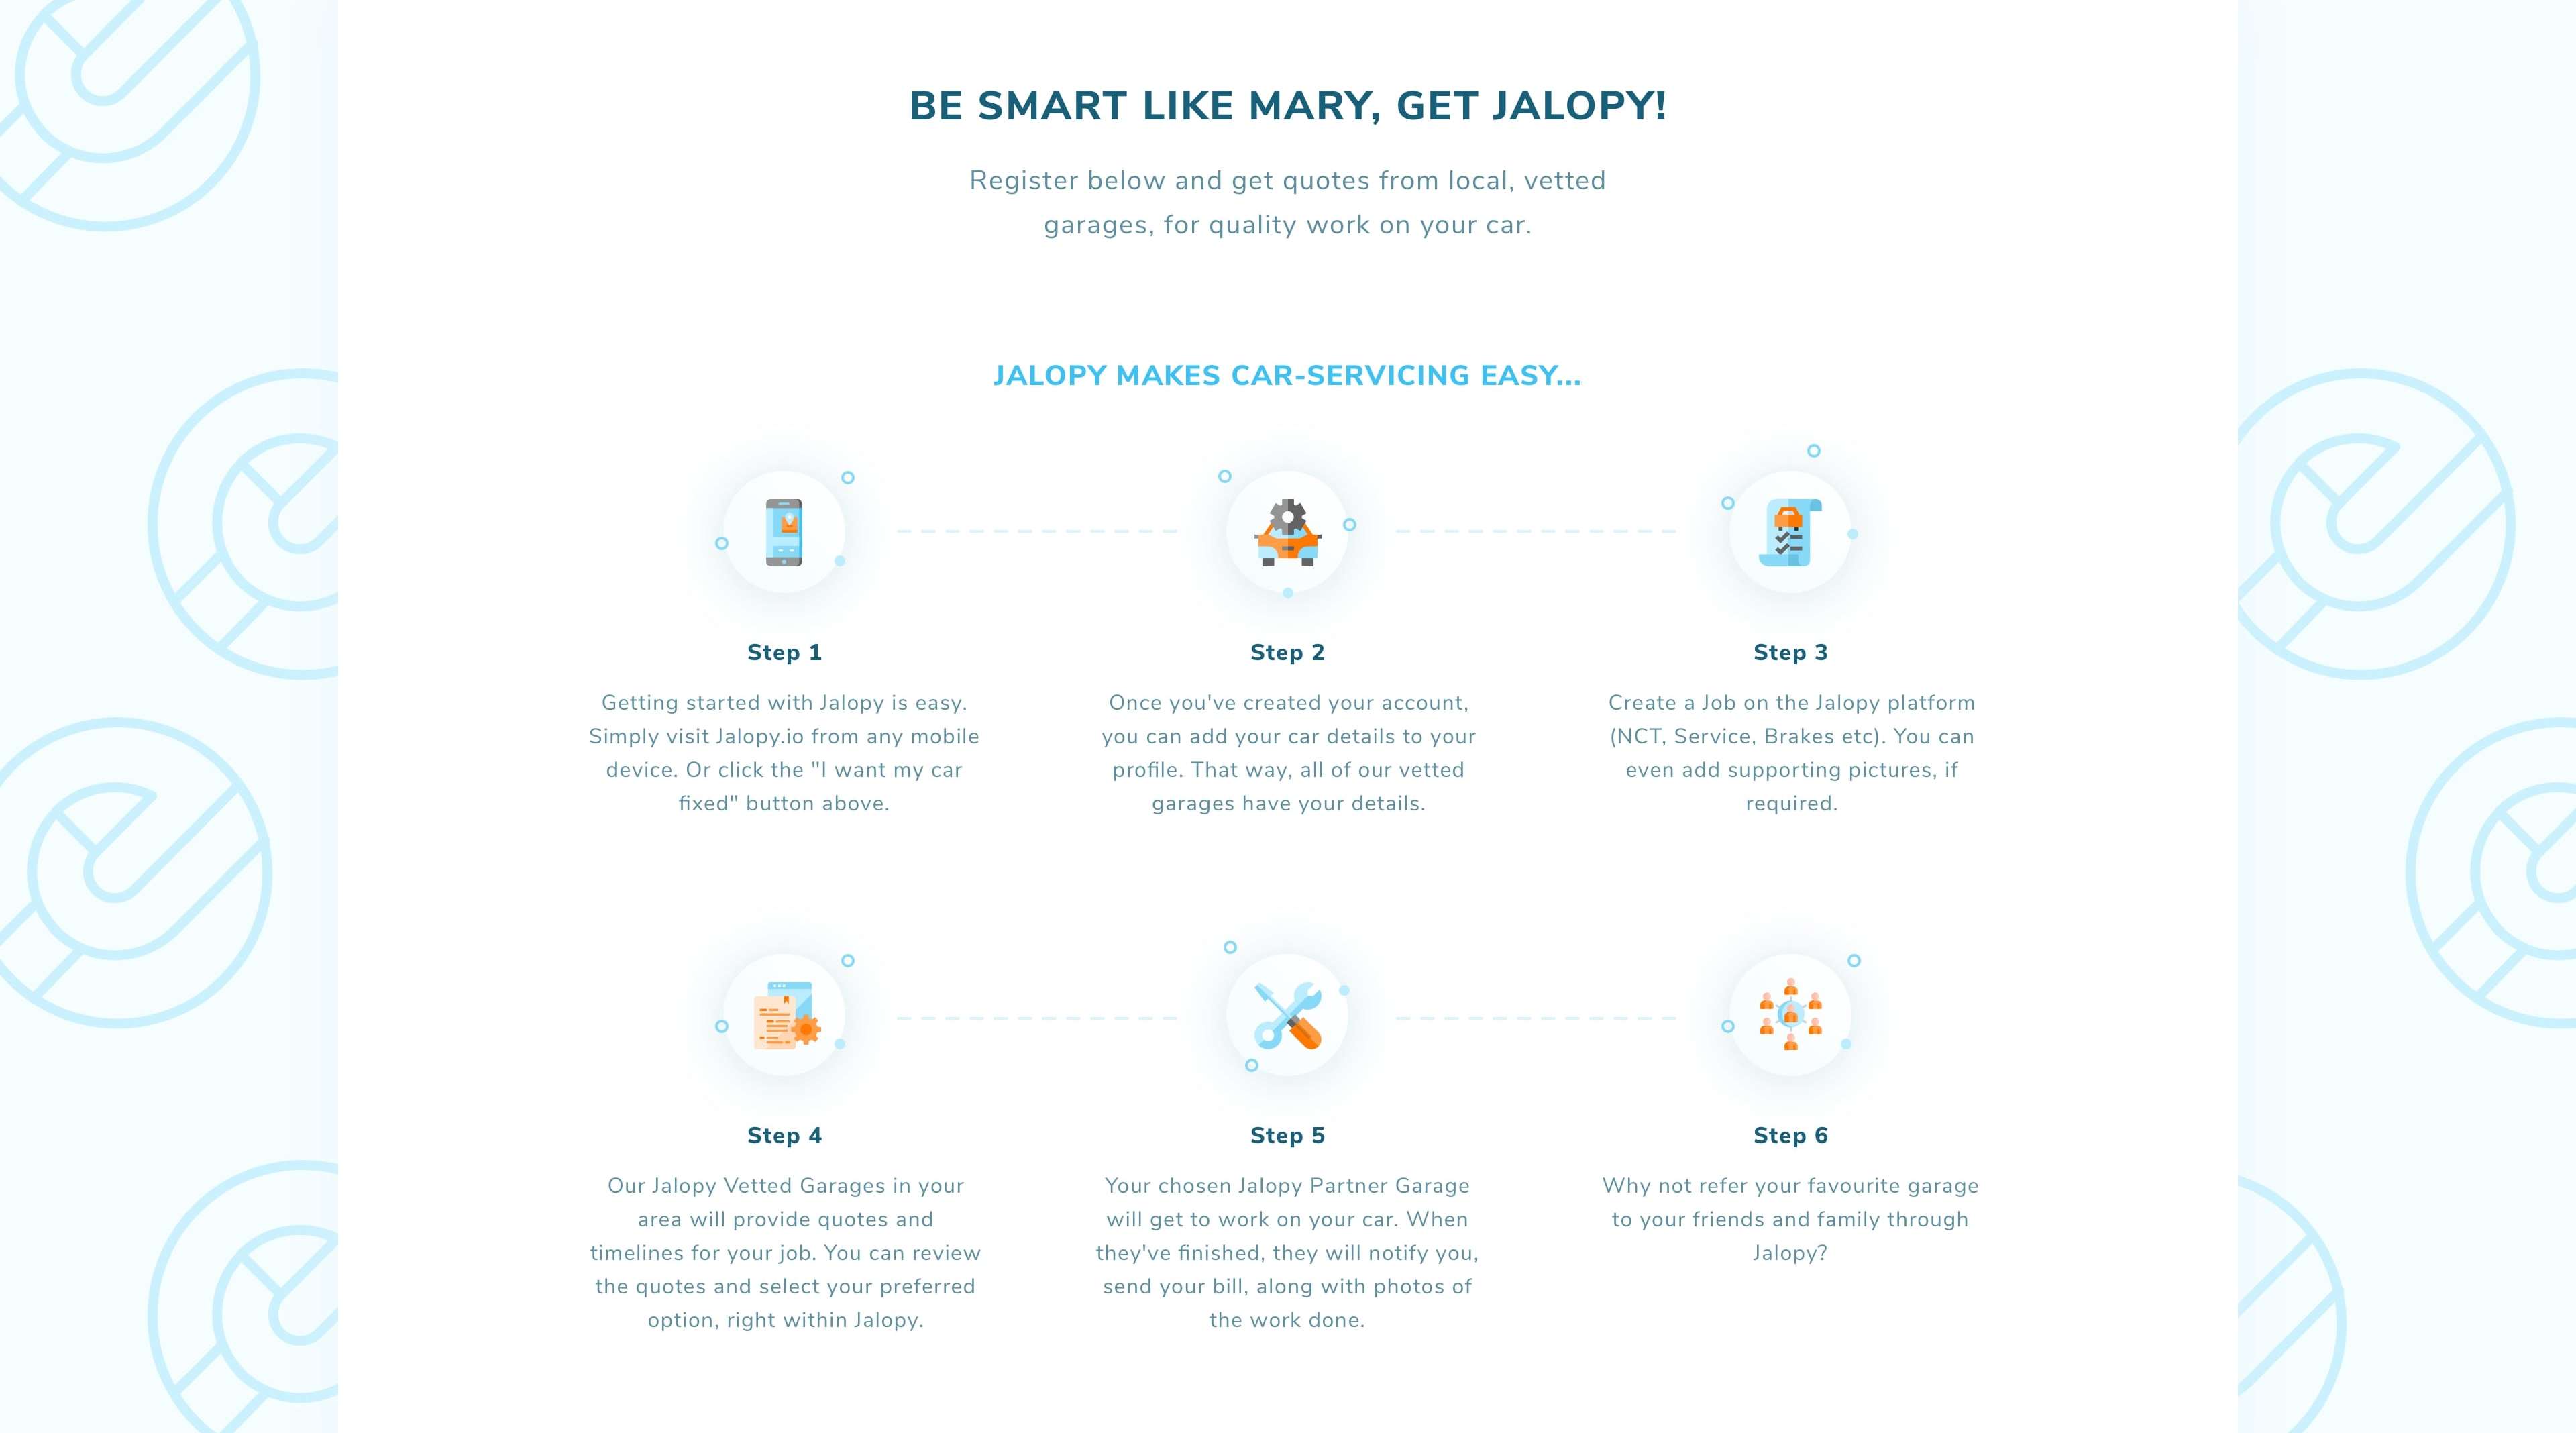 BE SMART LIKE MARY, GET JALOPY!
Register below and get quotes from local, vetted
garages, for quality work on your car.
JALOPY MAKES CAR-SERVICING EASY...
Step 1
Getting started with Jalopy is easy.
Simply visit Jalopy.io from any mobile
device. Or click the "I want my car
fixed" button above.
Step 2
Once you've created your account,
you can add your car details to your
profile. That way, all of our vetted
garages have your details.
Step 3
Create a Job on the Jalopy platform
(NCT, Service, Brakes etc). You can
even add supporting pictures, if
required.
Step 4
Our Jalopy Vetted Garages in your
area will provide quotes and
timelines for your job. You can review
the quotes and select your preferred
option, right within Jalopy.
Step 5
Your chosen Jalopy Partner Garage
will get to work on your car. When
they've finished, they will notify you,
send your bill, along with photos of
the work done.
Step 6
Why not refer your favourite garage
to your friends and family through
Jalopy?